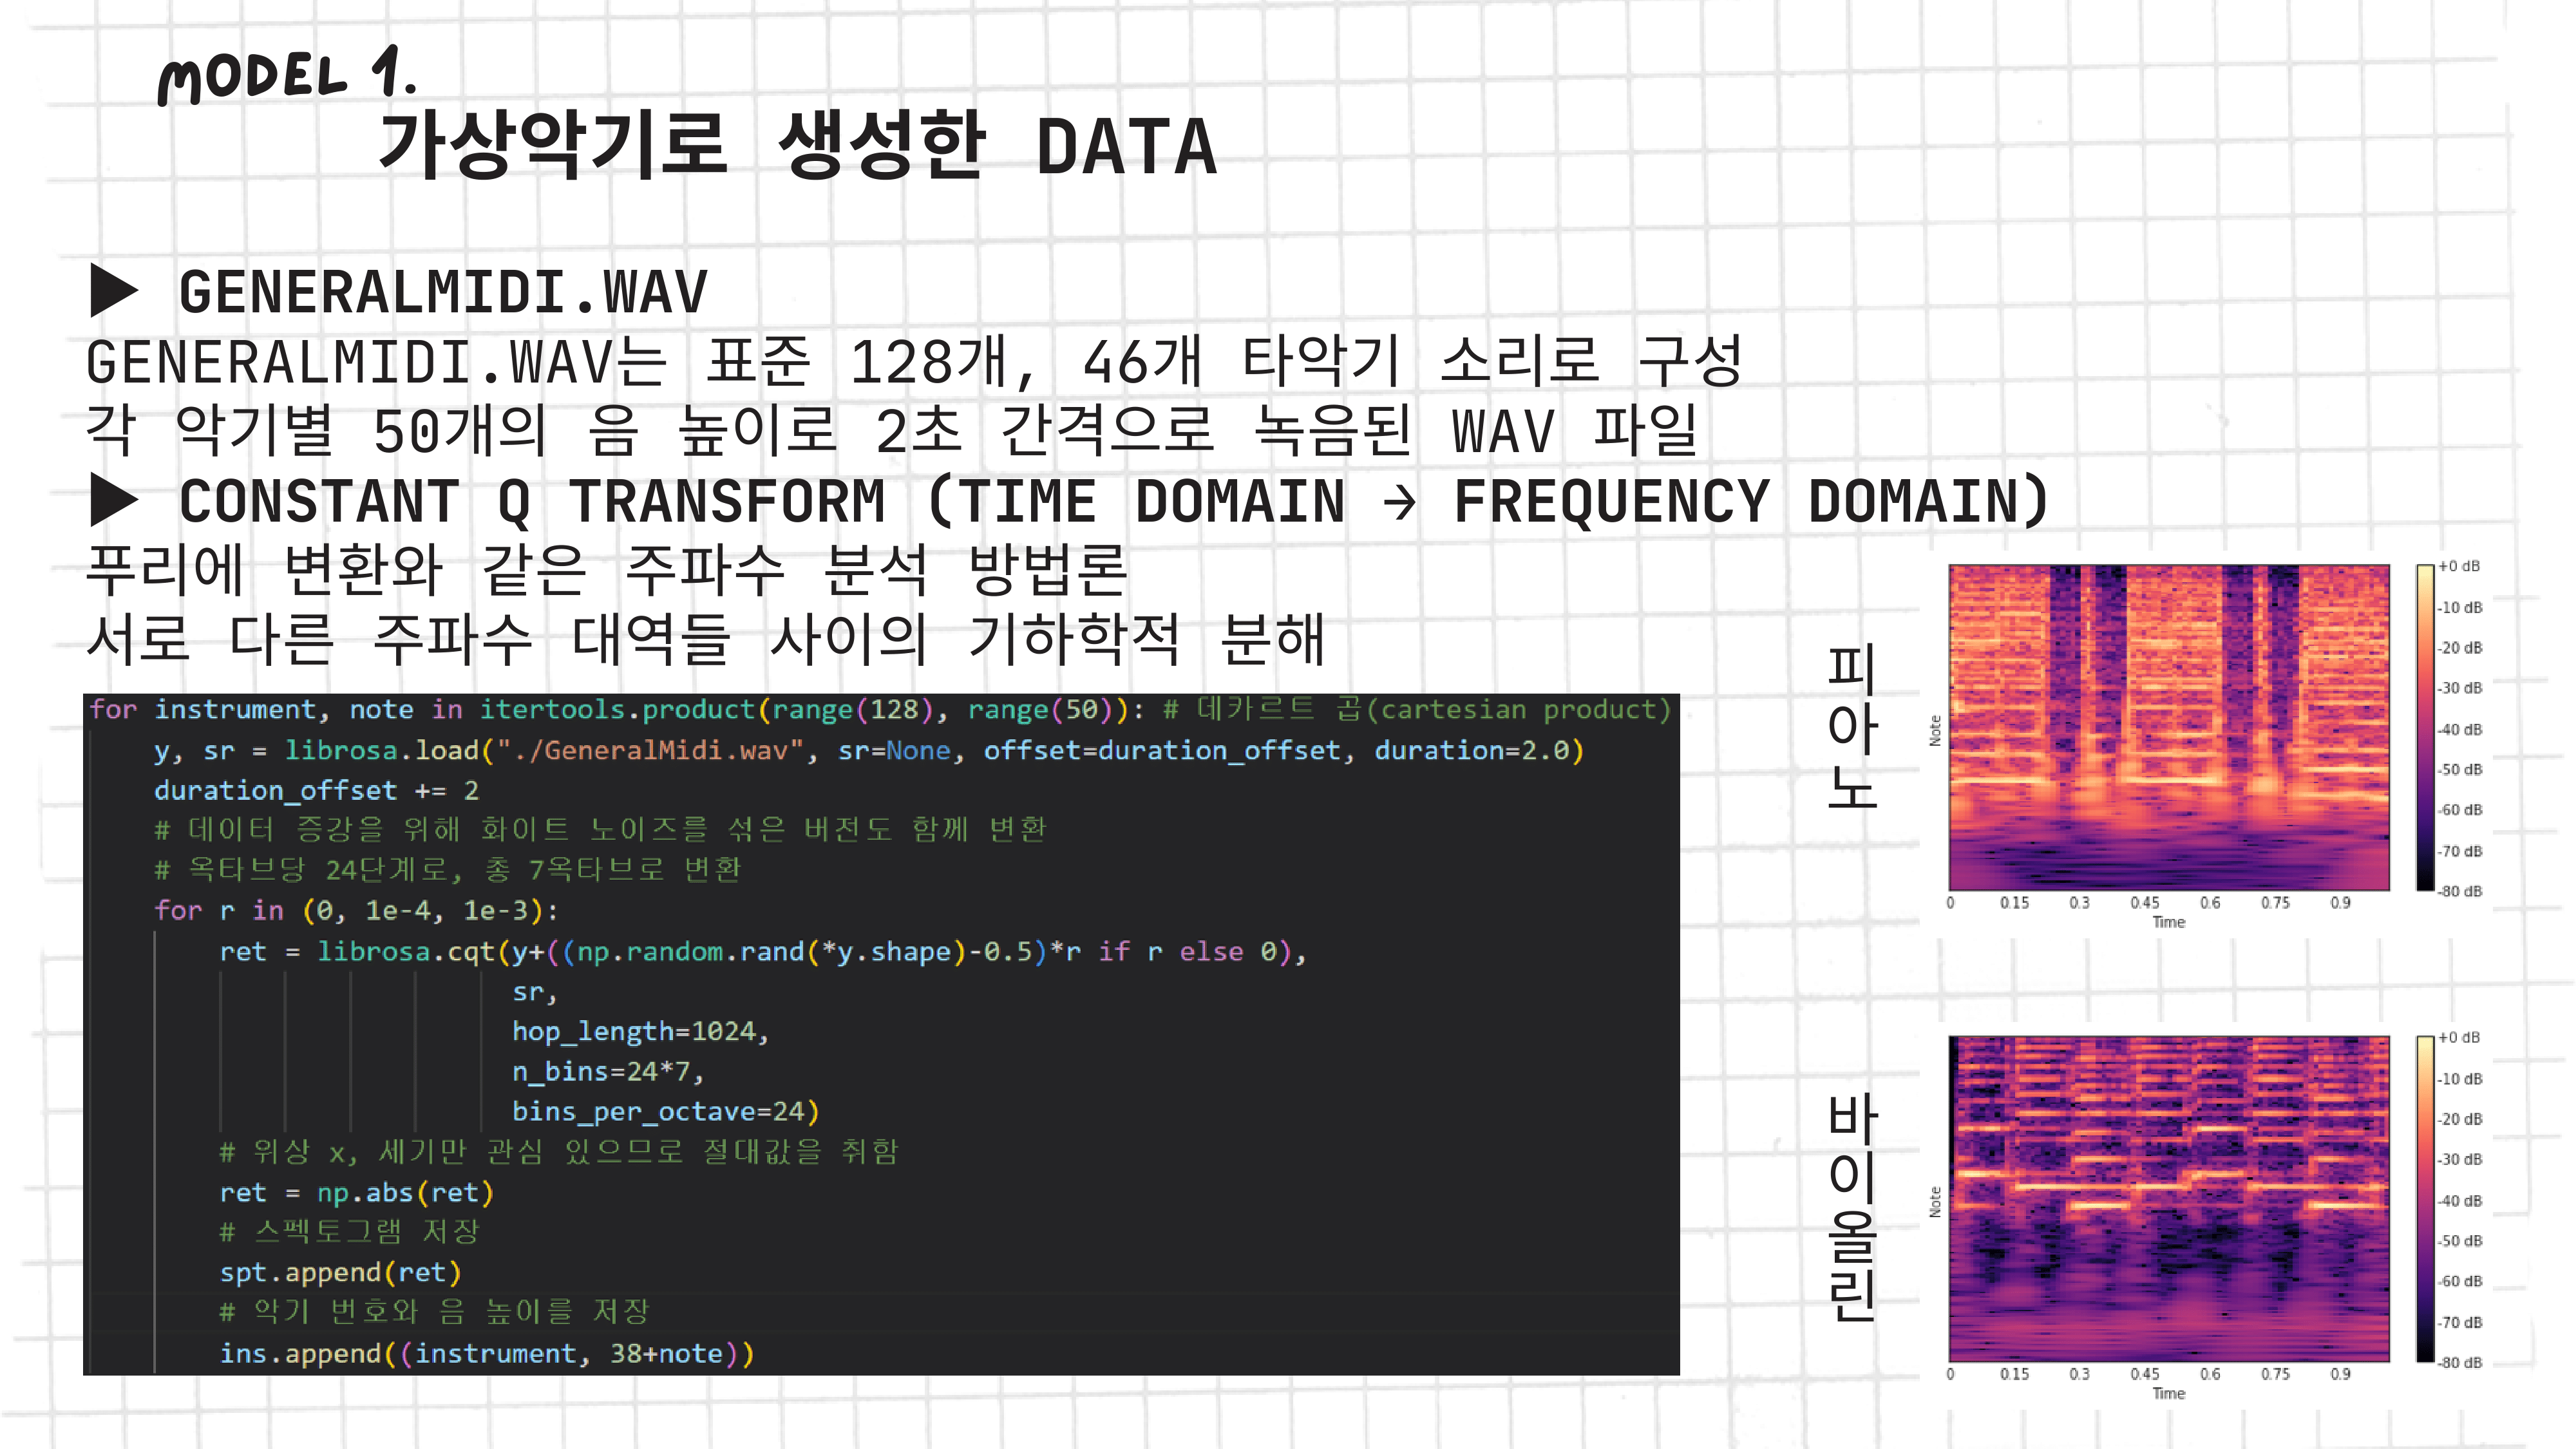 MODEL 1.
가상악기로 생성한 DATA
▶ GENERALMIDI.WAV
GENERALMIDI.WAV는 표준 128개, 46개 타악기 소리로 구성
각 악기별 50개의 음 높이로 2초 간격으로 녹음된 WAV 파일
▶ CONSTANT Q TRANSFORM (TIME DOMAIN → FREQUENCY DOMAIN)
푸리에 변환와 같은 주파수 분석 방법론
서로 다른 주파수 대역들 사이의 기하학적 분해
for instrument, note in itertools.product(range(128), range(50)): # 데카르트 곱(cartesian product)
y, sr = librosa.load("./GeneralMidi.wav", sr=None, offset=duration_offset, duration=2.0)
duration_offset += 2
# 데이터 증강을 위해 화이트 노이즈를 섞은 버전도 함께 변환
# 옥타브당 24단계로, 총 7옥타브로 변환
for r in (0, 1e-4, 1e-3):
ret = librosa.cqt(y+((np.random.rand(*y.shape)-0.5)*r if r else 0),
sr,
hop_length=1024,
n_bins=24*7,
bins_per_octave=24)
# 위상 x, 세기만 관심 있으므로 절대값을 취함
ret = np.abs(ret)
# 스펙토그램 저장
spt.append(ret)
# 악기 번호와 음 높이를 저장
ins.append((instrument, 38+note))
피아노
Note
+0 dB
-10 dB
-20 dB
-30 dB
-40 dB
-50 dB
-60 dB
-70 dB
-80 dB
0 0.15 0.3 0.45 0.6 0.75 0.9
Time
바이올린
Note
+0 dB
-10 dB
-20 dB
-30 dB
-40 dB
-50 dB
-60 dB
-70 dB
-80 dB
0 0.15 0.3 0.45 0.6 0.75 0.9
Time